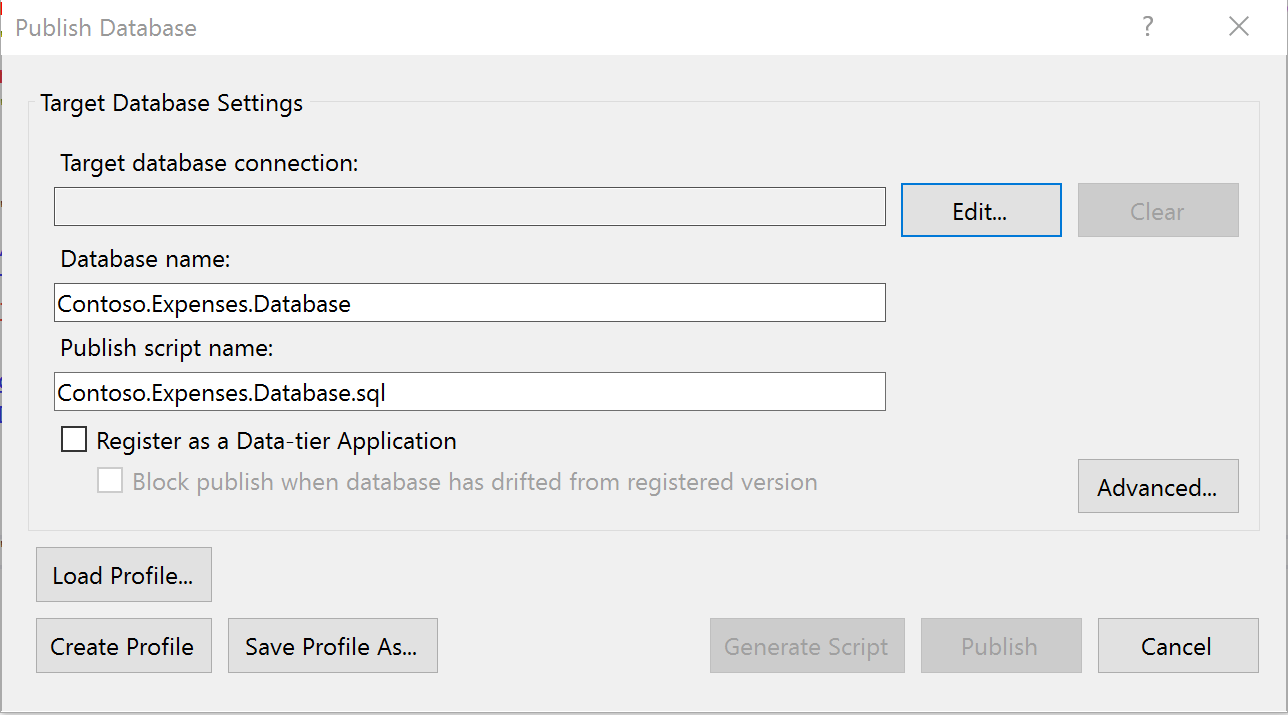 Publish Database
?
Target Database Settings
Target database connection:
Edit...
Clear
Database name:
Contoso.Expenses.Database
Publish script name:
Contoso.Expenses.Database.sql
Register as a Data-tier Application
Block publish when database has drifted from registered version
Advanced...
Load Profile...
Create Profile
Save Profile As...
Generate Script
Publish
Cancel